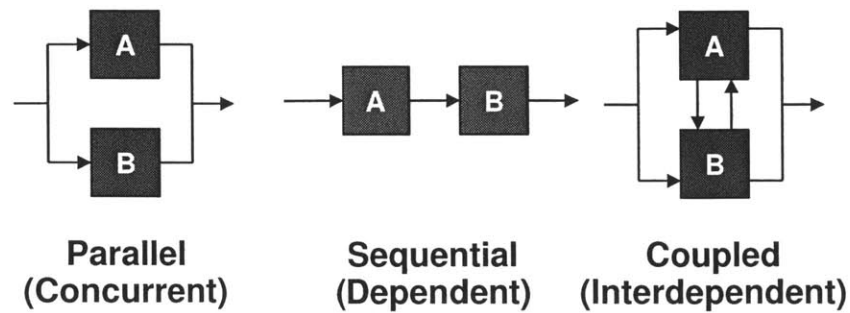 A
B
Parallel
(Concurrent)
A
B
Sequential
(Dependent)
A
B
Coupled
(Interdependent)